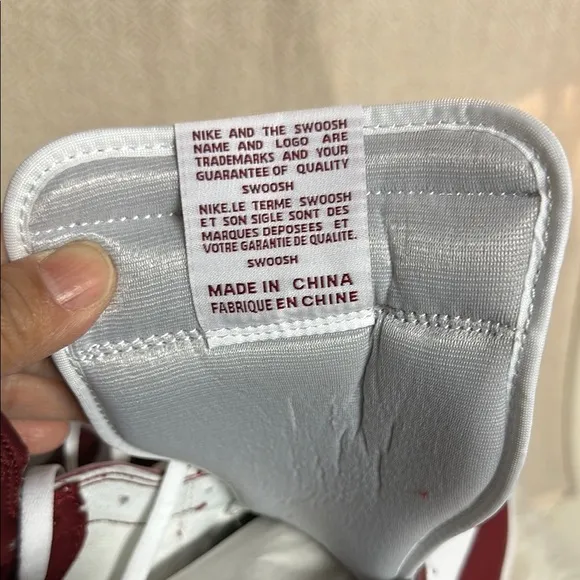 NIKE AND THE SWOOSH
NAME AND LOGO ARE
TRADEMARKS AND YOUR
GUARANTEE OF QUALITY
SWOOSH
NIKE.LE TERME SWOOSH
ET SON SIGLE SONT DES
MARQUES DEPOSEES ET
VOTRE GARANTIE DE QUALITE.
SWOOSH
MADE IN CHINA
FABRIQUE EN CHINE